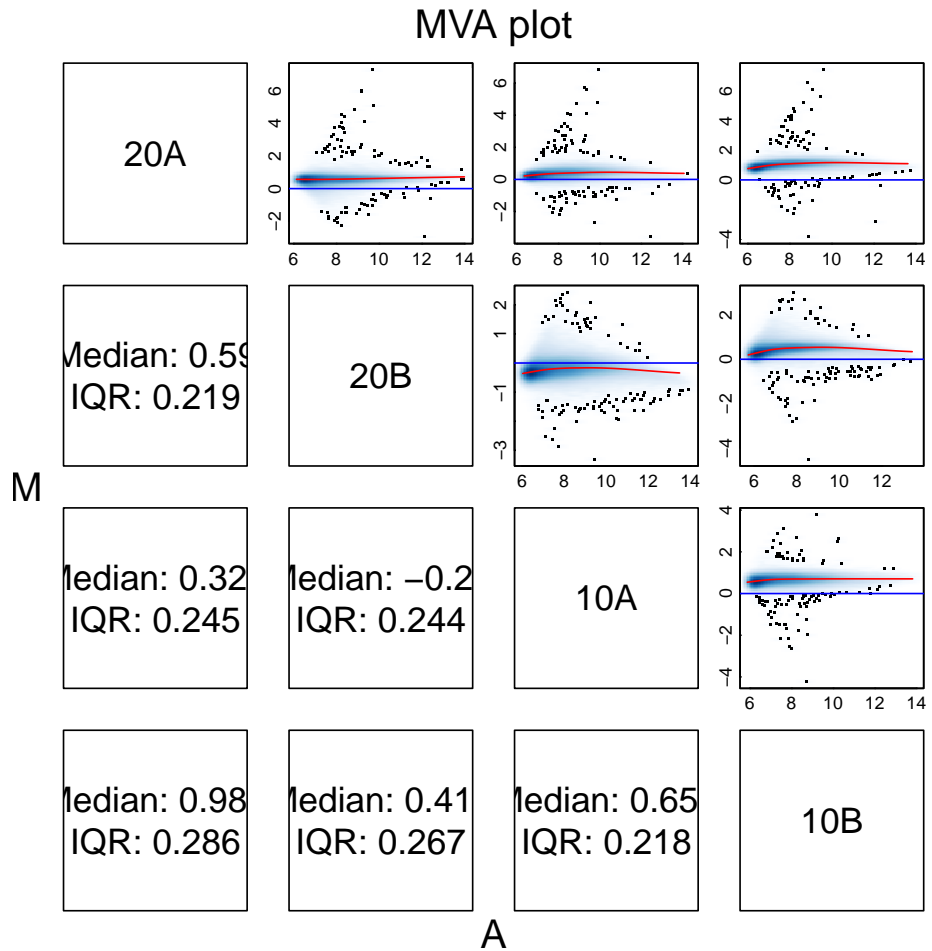 MVA plot
20A
6
4
2
0
−2
6 8 10 12 14
6
4
2
0
−2
6 8 10 12 14
6
4
2
0
−4
6 8 10 12 14
Median: 0.59
IQR: 0.219
20B
2
1
−1
−3
6 8 10 12 14
2
0
−2
−4
6 8 10 12
M
Median: 0.32
IQR: 0.245
Median: −0.2
IQR: 0.244
10A
4
2
0
−2
−4
6 8 10 12 14
Median: 0.98
IQR: 0.286
Median: 0.41
IQR: 0.267
Median: 0.65
IQR: 0.218
10B
A